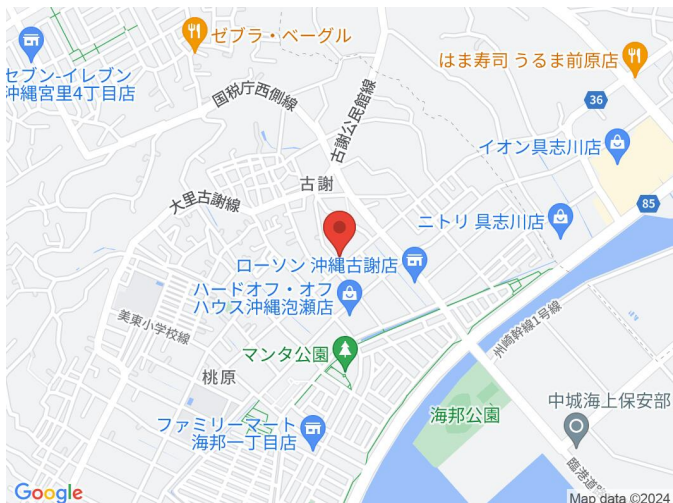 セブン-イレブン
沖縄宮里4丁目店
ゼブラ・ベーグル
はま寿司 うるま前原店
国税庁西側線
古謝公民館線
36
イオン具志川店
古謝
大里古謝線
85
ニトリ 具志川店
ローソン 沖縄古謝店
ハードオフ・オフ
ハウス沖縄泡瀬店
美東小学校線
州崎幹線1号線
マンタ公園
桃原
海邦公園
中城海上保安部
ファミリーマート
海邦一丁目店
臨港道
Google
Map data ©2024